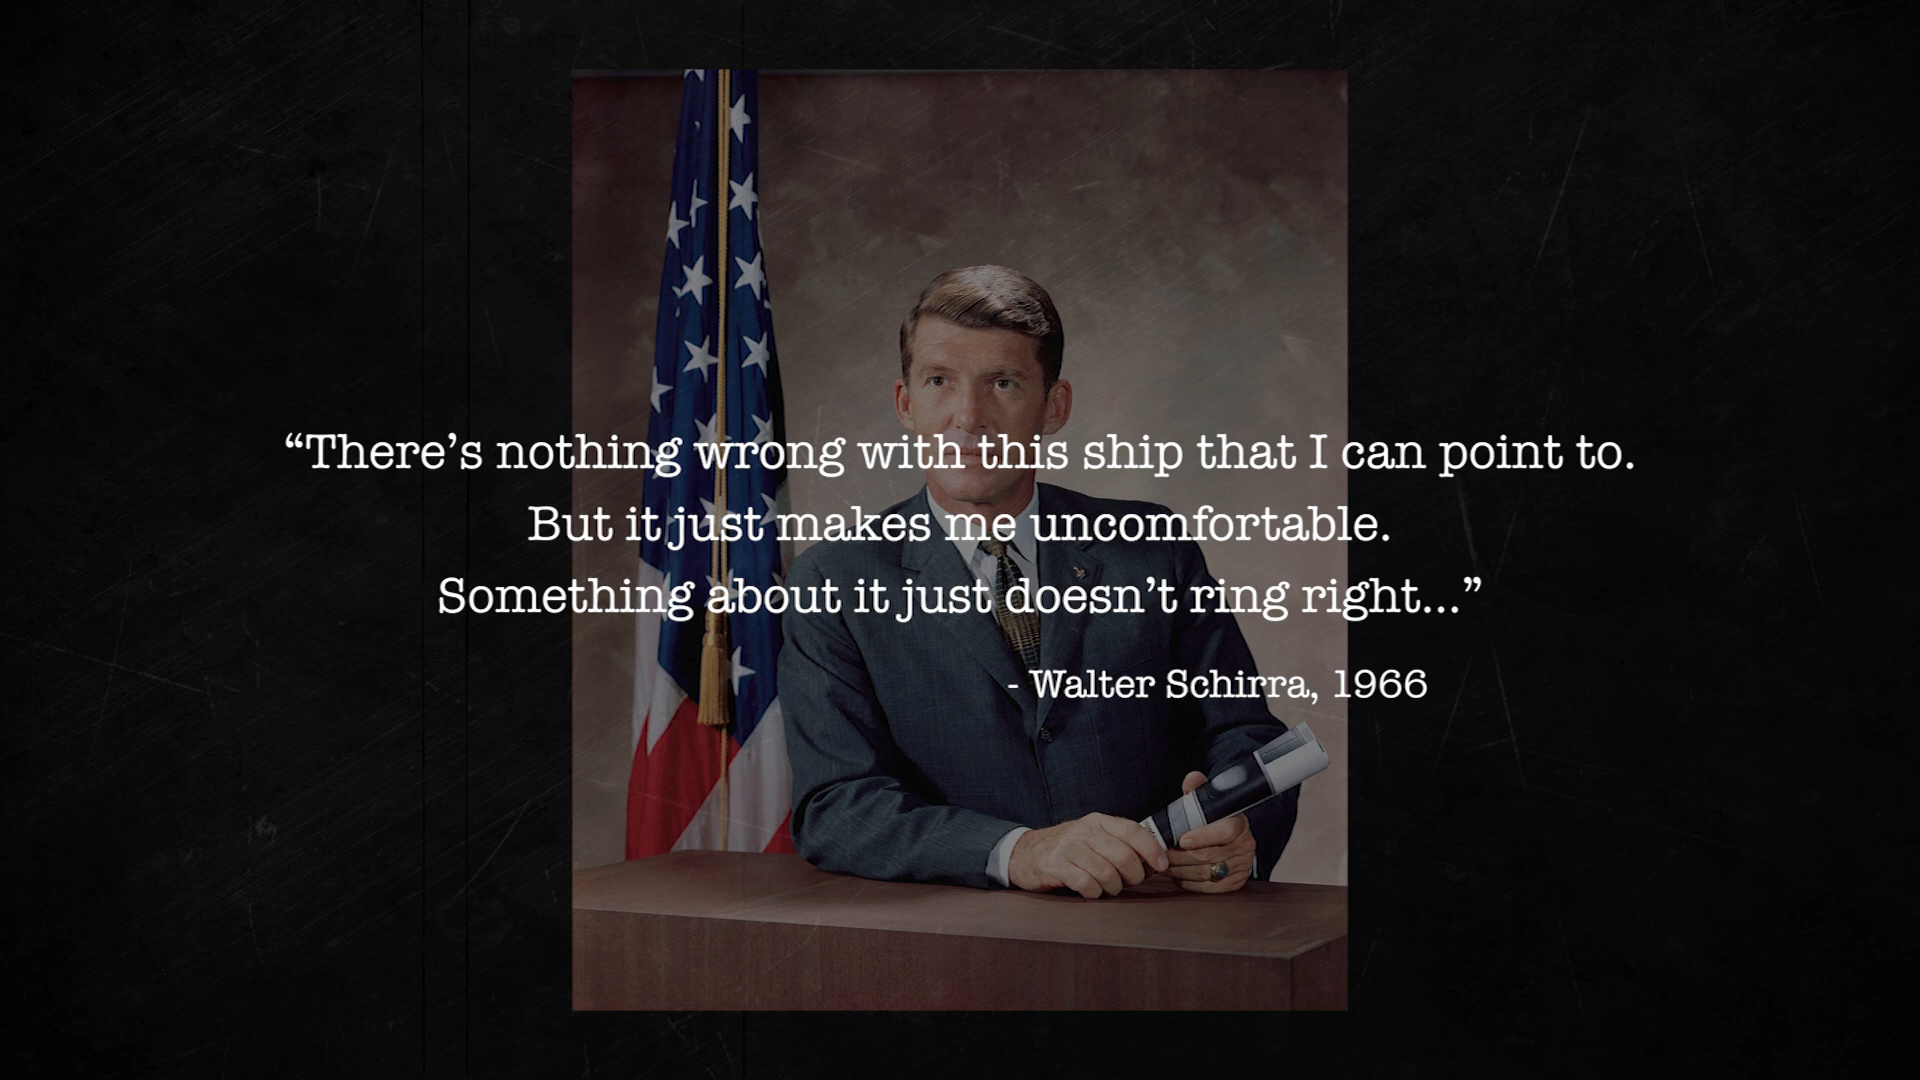 “There’s nothing wrong with this ship that I can point to.
But it just makes me uncomfortable.
Something about it just doesn’t ring right...”
- Walter Schirra, 1966